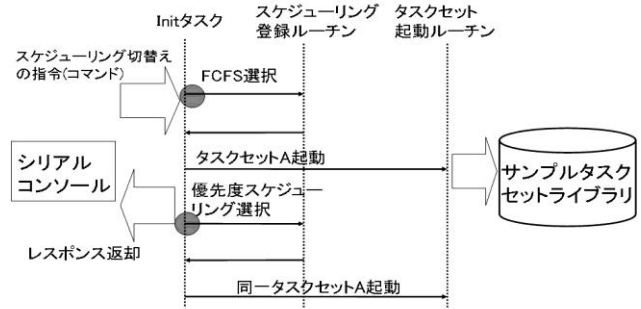 Initタスク
スケジューリング
登録ルーチン
タスクセット
起動ルーチン
スケジューリング切替え
の指令(コマンド)
FCFS選択
タスクセットA起動
シリアル
コンソール
優先度スケジュー
リング選択
サンプルタスク
セットライブラリ
レスポンス返却
同一タスクセットA起動